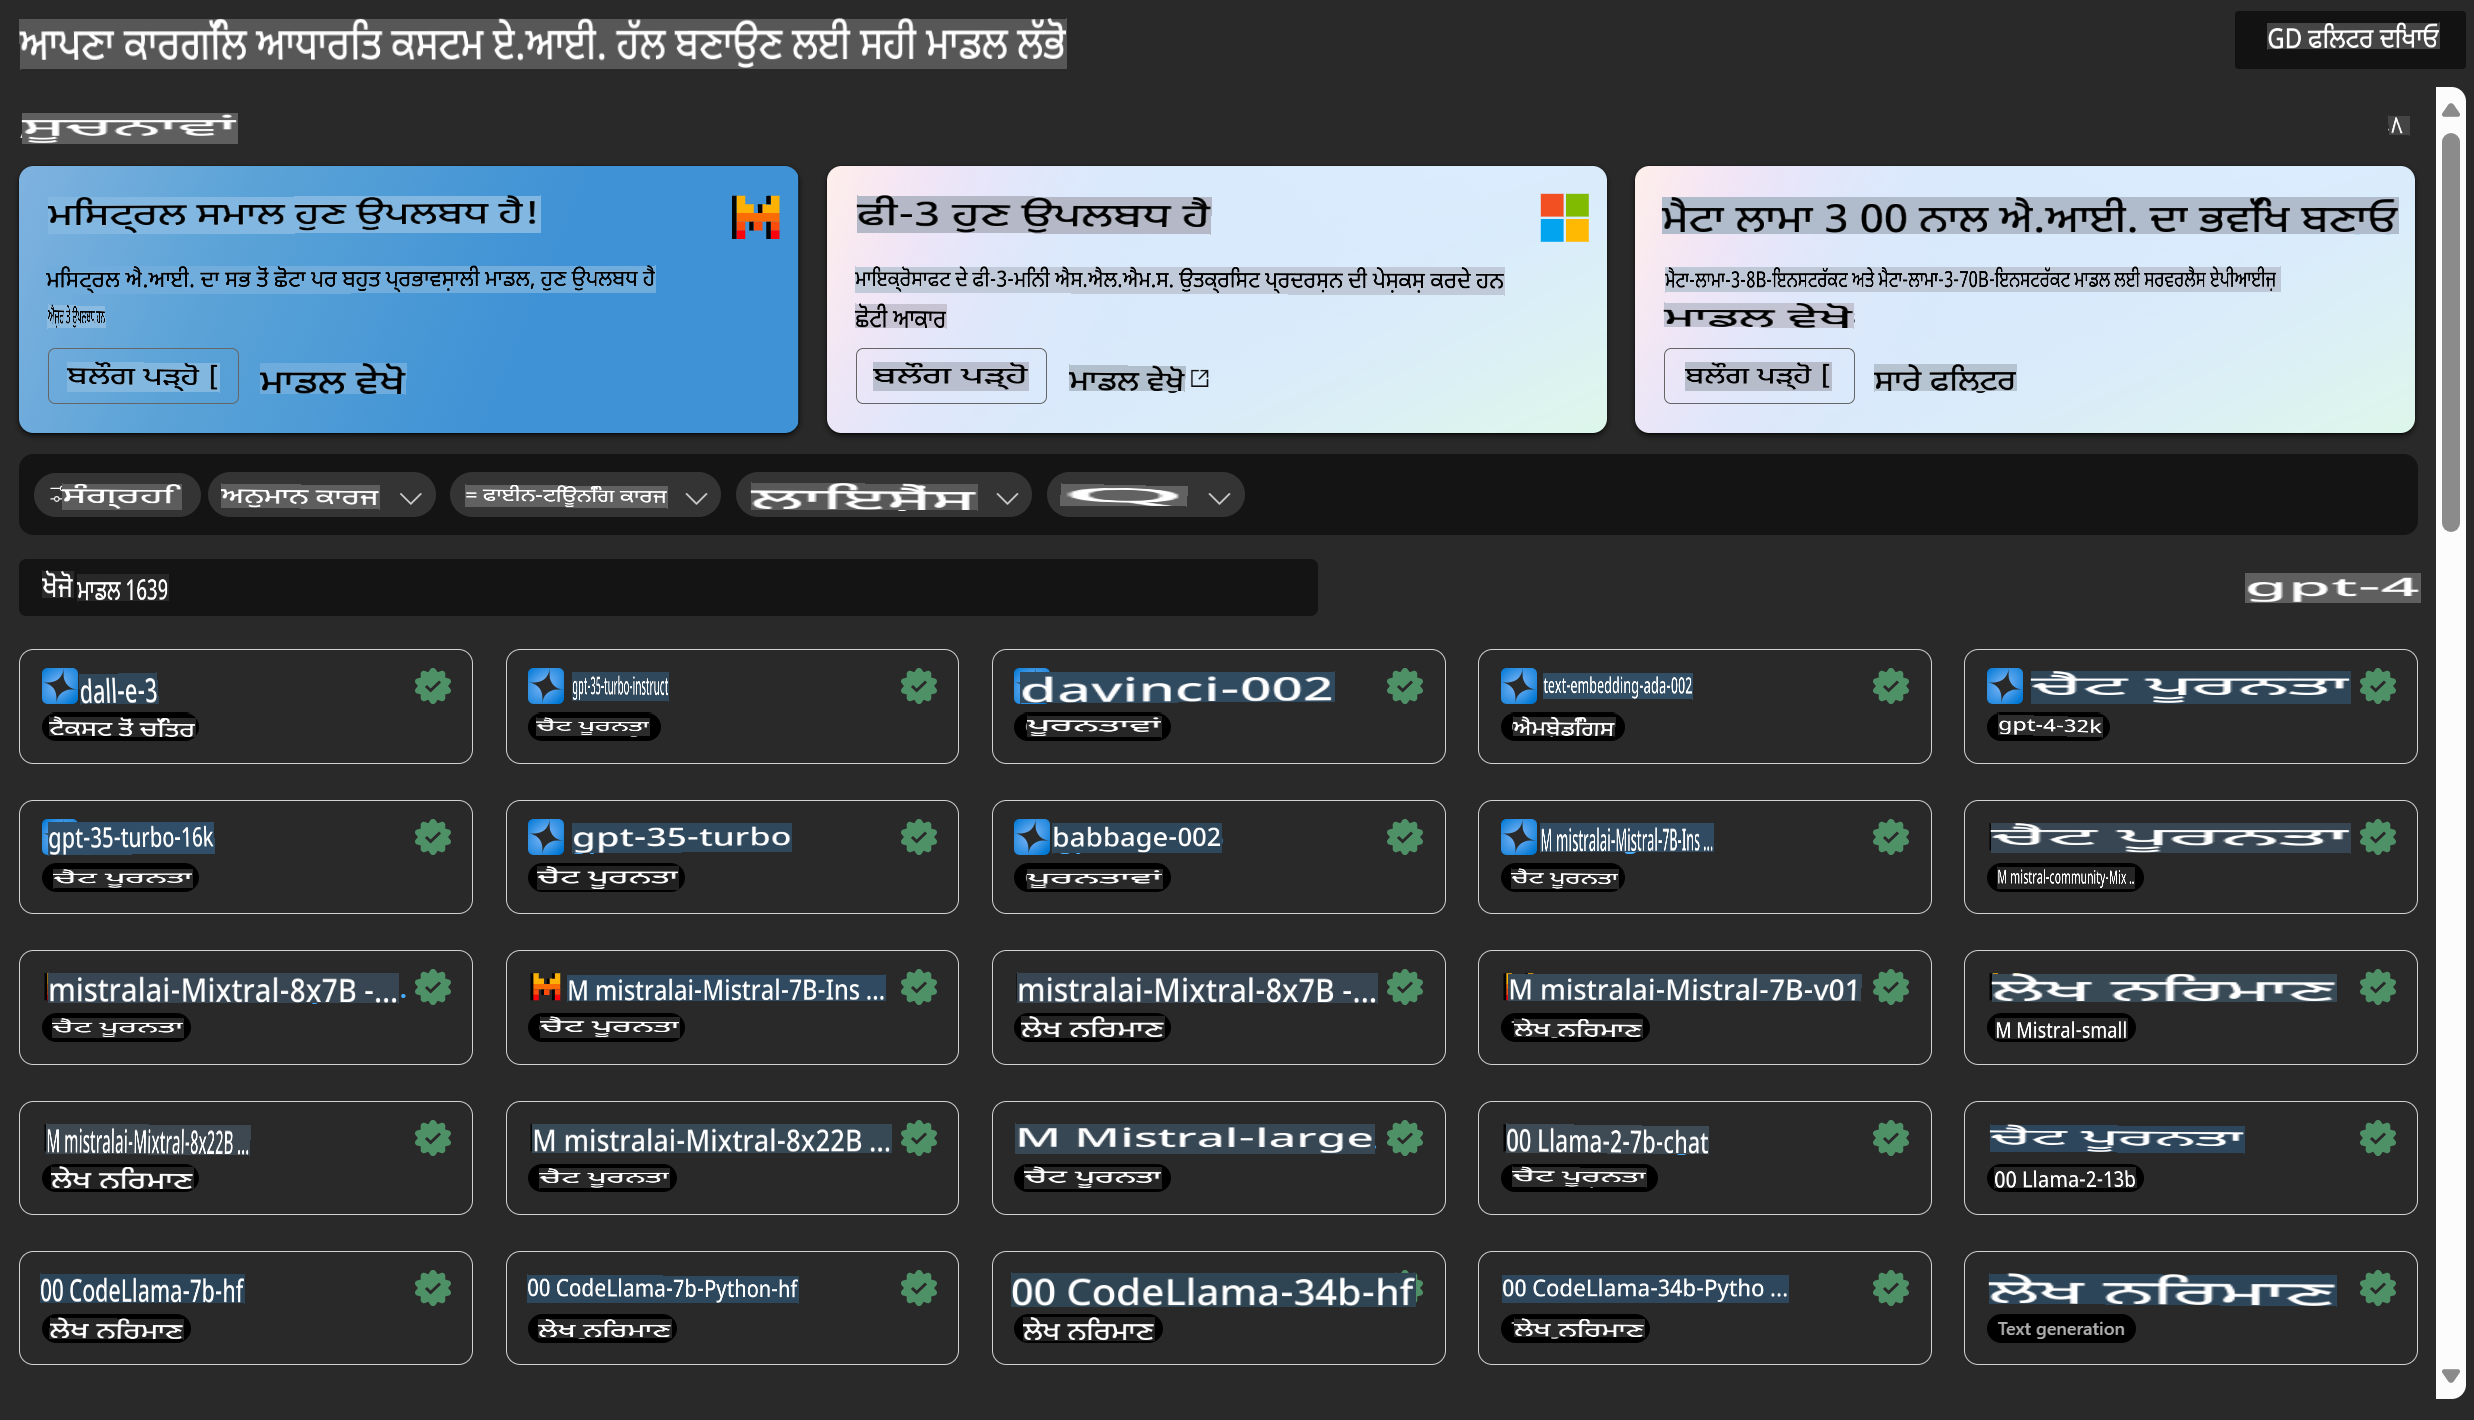 ਆਪਣਾ ਕਾਰਗਲਿ ਆਧਾਰਤਿ ਕਸਟਮ ਏ.ਆਈ. ਹੱਲ ਬਣਾਉਣ ਲਈ ਸਹੀ ਮਾਡਲ ਲੱਭੋ
GD ਫਲਿਟਰ ਦਖਾਓ
ਸੂਚਨਾਵਾਂ
ਮਸਿਟ੍ਰਲ ਸਮਾਲ ਹੁਣ ਉਪਲਬਧ ਹੈ!
ਮਸਿਟ੍ਰਲ ਐ.ਆਈ. ਦਾ ਸਭ ਤੋਂ ਛੋਟਾ ਪਰ ਬਹੁਤ ਪ੍ਰਭਾਵਸ਼ਾਲੀ ਮਾਡਲ, ਹੁਣ ਉਪਲਬਧ ਹੈ
ਬਲੌਗ ਪੜ੍ਹੋ [
ਮਾਡਲ ਵੇਖੋ
ਫੀ-3 ਹੁਣ ਉਪਲਬਧ ਹੈ
ਮਾਇਕ੍ਰੋਸਾਫਟ ਦੇ ਫੀ-3-ਮਨਿੀ ਐਸ.ਐਲ.ਐਮ.ਸ. ਉਤਕ੍ਰਸਿਟ ਪ੍ਰਦਰਸ਼ਨ ਦੀ ਪੇਸ਼ਕਸ਼ ਕਰਦੇ ਹਨ
ਛੋਟੀ ਆਕਾਰ
ਬਲੌਗ ਪੜ੍ਹੋ
ਮਾਡਲ ਵੇਖੋ
ਮੈਟਾ ਲਾਮਾ 3 00 ਨਾਲ ਐ.ਆਈ. ਦਾ ਭਵੱਖਿ ਬਣਾਓ
ਮੈਟਾ-ਲਾਮਾ-3-8B-ਇਨਸਟਰੱਕਟ ਅਤੇ ਮੈਟਾ-ਲਾਮਾ-3-70B-ਇਨਸਟਰੱਕਟ ਮਾਡਲ ਲਈ ਸਰਵਰਲੈਸ ਏਪੀਆਈਜ਼
ਮਾਡਲ ਵੇਖੋ
ਬਲੌਗ ਪੜ੍ਹੋ [
ਸਾਰੇ ਫਲਿਟਰ
ਸੰਗ੍ਰਹਿ
ਅਨੁਮਾਨ ਕਾਰਜ
= ਫਾਈਨ-ਟਊਿਨੰਗਿ ਕਾਰਜ
ਲਾਇਸੈਂਸ
Q
ਖੋਜੋ ਮਾਡਲ 1639
gpt-4
dall-e-3
ਟੈਕਸਟ ਤੋਂ ਚੱਤਿਰ
gpt-35-turbo-instruct
ਚੈਟ ਪੂਰਨਤਾ
davinci-002
ਪੂਰਨਤਾਵਾਂ
text-embedding-ada-002
ਐਮਬੇਡੰਗਿਸ
ਚੈਟ ਪੂਰਨਤਾ
gpt-4-32k
gpt-35-turbo-16k
ਚੈਟ ਪੂਰਨਤਾ
gpt-35-turbo
ਚੈਟ ਪੂਰਨਤਾ
babbage-002
ਪੂਰਨਤਾਵਾਂ
M mistralai-Mistral-7B-Ins ...
ਚੈਟ ਪੂਰਨਤਾ
ਚੈਟ ਪੂਰਨਤਾ
M mistral-community-Mix ..
mistralai-Mixtral-8x7B -...
ਚੈਟ ਪੂਰਨਤਾ
M mistralai-Mistral-7B-Ins ...
ਚੈਟ ਪੂਰਨਤਾ
mistralai-Mixtral-8x7B -...
ਲੇਖ ਨਰਿਮਾਣ
M mistralai-Mistral-7B-v01
ਲੇਖ ਨਰਿਮਾਣ
ਲੇਖ ਨਰਿਮਾਣ
M Mistral-small
M mistralai-Mixtral-8x22B ...
ਲੇਖ ਨਰਿਮਾਣ
M mistralai-Mixtral-8x22B ...
ਚੈਟ ਪੂਰਨਤਾ
M Mistral-large
ਚੈਟ ਪੂਰਨਤਾ
00 Llama-2-7b-chat
ਚੈਟ ਪੂਰਨਤਾ
ਚੈਟ ਪੂਰਨਤਾ
00 Llama-2-13b
00 CodeLlama-7b-hf
ਲੇਖ ਨਰਿਮਾਣ
00 CodeLlama-7b-Python-hf
ਲੇਖ ਨਰਿਮਾਣ
00 CodeLlama-34b-hf
ਲੇਖ ਨਰਿਮਾਣ
00 CodeLlama-34b-Pytho ...
ਲੇਖ ਨਰਿਮਾਣ
ਲੇਖ ਨਰਿਮਾਣ
Text generation